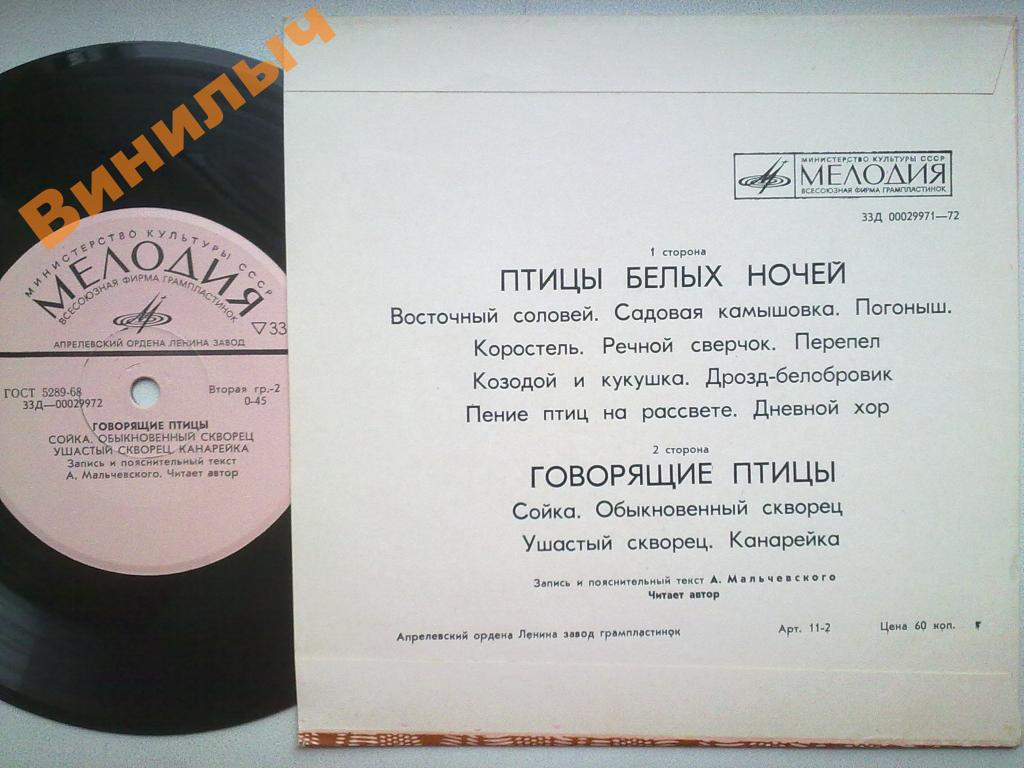 Винилыч
МИНИСТЕРСТВО КУЛЬТУРЫ СССР
МЕЛОДИЯ
ВСЕСОЮЗНАЯ ФИРМА ГРАМПЛАСТИНОК
▽33
АПРЕЛЕВСКИЙ ОРДЕНА ЛЕНИНА ЗАВОД
ГОСТ 5289-68
33Д—00029972
Вторая гр.-2
0-45
ГОВОРЯЩИЕ ПТИЦЫ
СОЙКА. ОБЫКНОВЕННЫЙ СКВОРЕЦ
УШАСТЫЙ СКВОРЕЦ. КАНАРЕЙКА
Запись и пояснительный текст
А. Мальчевского. Читает автор
МИНИСТЕРСТВО КУЛЬТУРЫ СССР
МЕЛОДИЯ
ВСЕСОЮЗНАЯ ФИРМА ГРАМПЛАСТИНОК
33Д 00029971—72
1 сторона
ПТИЦЫ БЕЛЫХ НОЧЕЙ
Восточный соловей. Садовая камышовка. Погоныш.
Коростель. Речной сверчок. Перепел
Козодой и кукушка. Дрозд-белобровик
Пение птиц на рассвете. Дневной хор
2 сторона
ГОВОРЯЩИЕ ПТИЦЫ
Сойка. Обыкновенный скворец
Ушастый скворец. Канарейка
Запись и пояснительный текст А. Мальчевского
Читает автор
Апрелевский ордена Ленина завод грампластинок Арт. 11-2 Цена 60 коп.